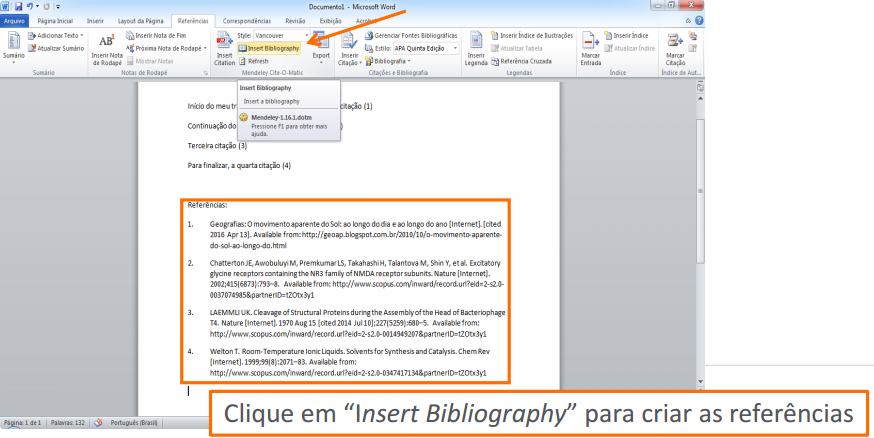 Documento1 - Microsoft Word
Arquivo Página Inicial Inserir Layout da Página Referências Correspondências Revisão Exibição
Sumário
Adicionar Texto
Atualizar Sumário
Sumário
Inserir Nota de Rodapé
AB¹
Inserir Nota de Fim
Próxima Nota de Rodapé
Mostrar Notas
Notas de Rodapé
Insert Citation
Style: Vancouver
Insert Bibliography
Refresh
Export
Mendeley Cite-O-Matic
Inserir Citação
Gerenciar Fontes Bibliográficas
Estilo: APA Quinta Edição
Bibliografia
Citações e Bibliografia
Inserir Legenda
Inserir Índice de Ilustrações
Atualizar Tabela
Referência Cruzada
Legendas
Marcar Entrada
Inserir Índice
Atualizar Índice
Índice
Marcar Citação
Índice de Aut...
Insert Bibliography
Insert a bibliography
Mendeley-1.16.1.dotm
Pressione F1 para obter mais
ajuda.
Início do meu tr citação (1)
Continuação do )
Terceira citação (3)
Para finalizar, a quarta citação (4)
Referências:
1. Geografias: O movimento aparente do Sol: ao longo do dia e ao longo do ano [Internet]. [cited
2016 Apr 13]. Available from: http://geoap.blogspot.com.br/2010/10/o-movimento-aparente-
do-sol-ao-longo-do.html
2. Chatterton JE, Awobuluyi M, Premkumar LS, Takahashi H, Talantova M, Shin Y, et al. Excitatory
glycine receptors containing the NR3 family of NMDA receptor subunits. Nature [Internet].
2002;415(6873):793–8. Available from: http://www.scopus.com/inward/record.url?eid=2-s2.0-
0037074985&partnerID=tZOtx3y1
3. LAEMMLI UK. Cleavage of Structural Proteins during the Assembly of the Head of Bacteriophage
T4. Nature [Internet]. 1970 Aug 15 [cited 2014 Jul 10];227(5259):680–5. Available from:
http://www.scopus.com/inward/record.url?eid=2-s2.0-0014949207&partnerID=tZOtx3y1
4. Welton T. Room-Temperature Ionic Liquids. Solvents for Synthesis and Catalysis. Chem Rev
[Internet]. 1999;99(8):2071–83. Available from:
http://www.scopus.com/inward/record.url?eid=2-s2.0-0347417134&partnerID=tZOtx3y1
Página: 1 de 1 Palavras: 132 Português (Brasil)
Clique em “Insert Bibliography” para criar as referências